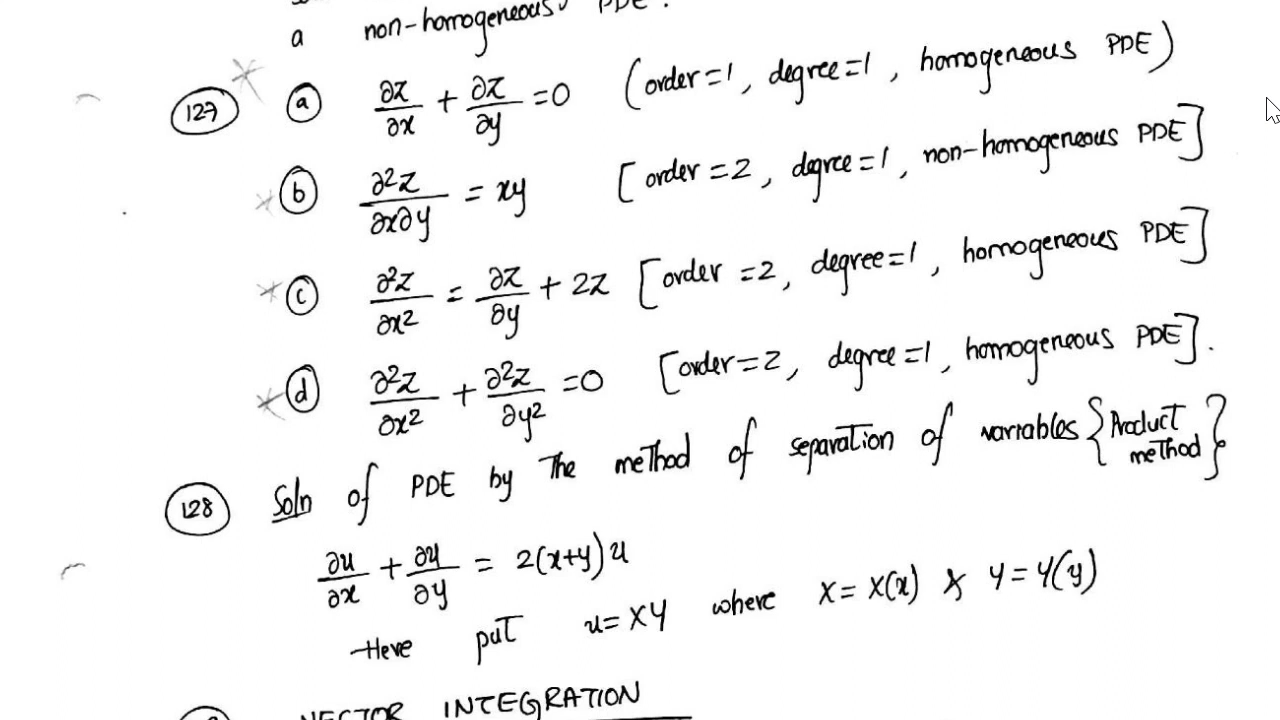 a non-homogeneous PDE.
127 * a ∂z/∂x + ∂z/∂y = 0 (order=1, degree=1, homogeneous PDE)
* b ∂²z/∂x∂y = xy [order=2, degree=1, non-homogeneous PDE]
* c ∂²z/∂x² = ∂z/∂y + 2z [order=2, degree=1, homogeneous PDE]
* d ∂²z/∂x² + ∂²z/∂y² = 0 [order=2, degree=1, homogeneous PDE].
128 Soln of PDE by the method of separation of variables {Product method}
∂u/∂x + ∂u/∂y = 2(x+y)u
Here put u=XY where X=X(x) & Y=Y(y)
VECTOR INTEGRATION